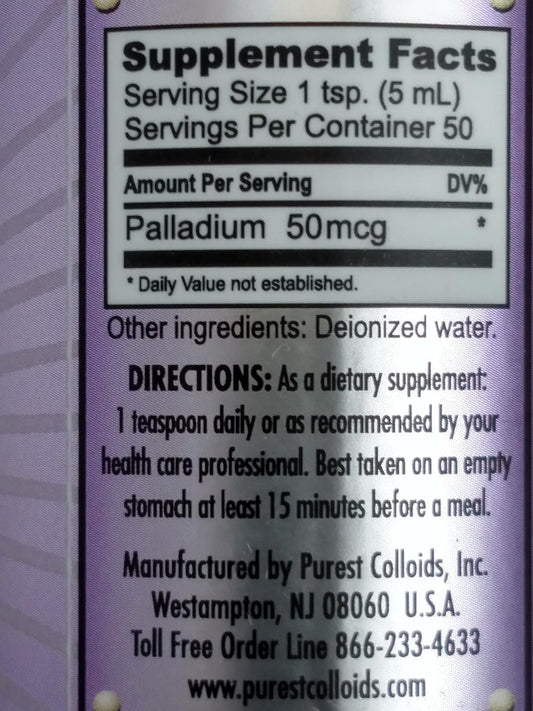 Supplement Facts
Serving Size 1 tsp. (5 mL)
Servings Per Container 50
Amount Per Serving DV%
Palladium 50mcg *
* Daily Value not established.
Other ingredients: Deionized water.
DIRECTIONS: As a dietary supplement:
1 teaspoon daily or as recommended by your
health care professional. Best taken on an empty
stomach at least 15 minutes before a meal.
Manufactured by Purest Colloids, Inc.
Westampton, NJ 08060 U.S.A.
Toll Free Order Line 866-233-4633
www.purestcolloids.com